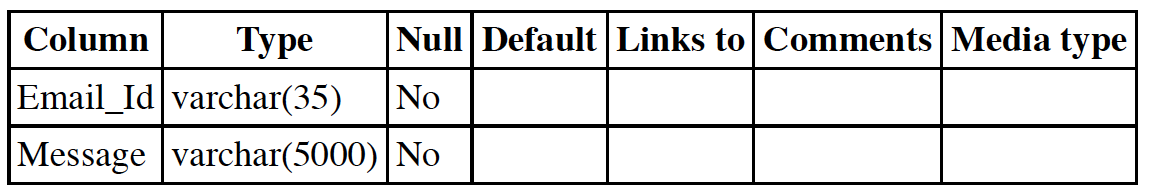 Column Type Null Default Links to Comments Media type
Email_Id varchar(35) No
Message varchar(5000) No